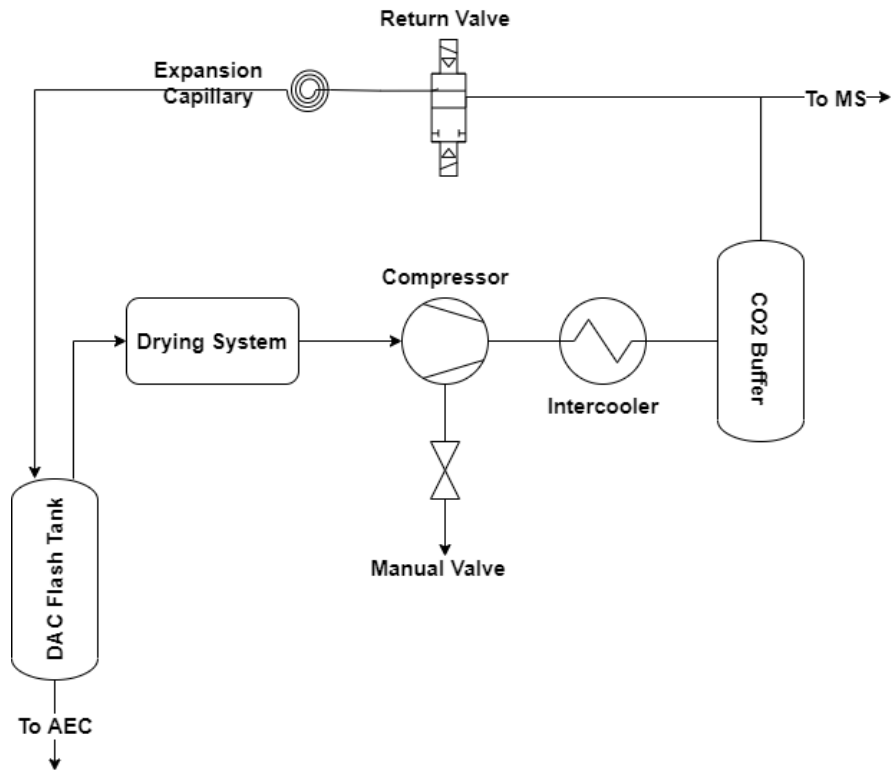 Return Valve
Expansion
Capillary
To MS
Compressor
Drying System
CO2 Buffer
Intercooler
DAC Flash Tank
Manual Valve
To AEC